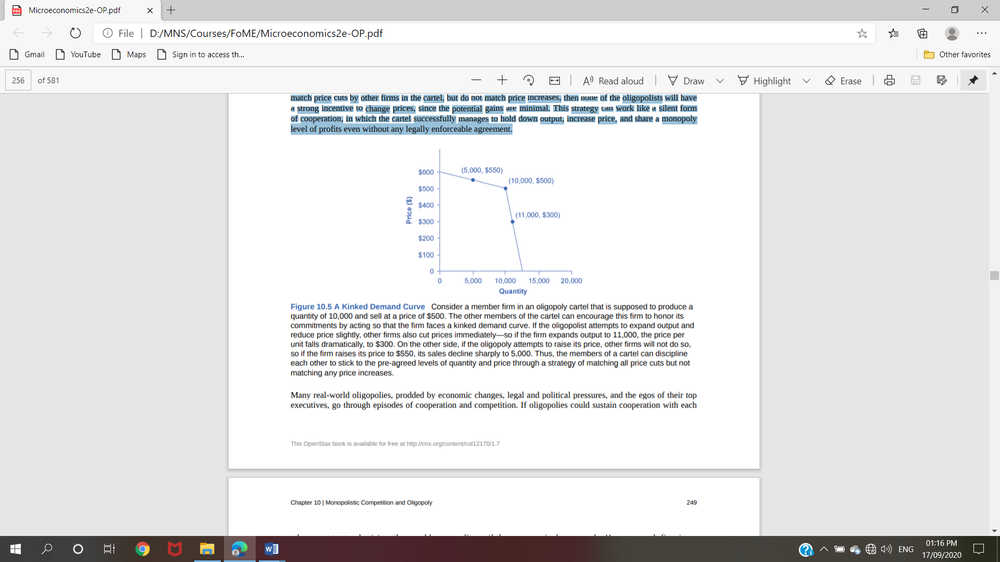 Microeconomics2e-OP.pdf
File | D:/MNS/Courses/FoME/Microeconomics2e-OP.pdf
Gmail YouTube Maps Sign in to access th... Other favorites
256 of 581 Read aloud Draw Highlight Erase
match price cuts by other firms in the cartel, but do not match price increases, then none of the oligopolists will have
a strong incentive to change prices, since the potential gains are minimal. This strategy can work like a silent form
of cooperation, in which the cartel successfully manages to hold down output, increase price, and share a monopoly
level of profits even without any legally enforceable agreement.
$600
$500
$400
$300
$200
$100
0
Price ($)
(5,000, $550)
(10,000, $500)
(11,000, $300)
0 5,000 10,000 15,000 20,000
Quantity
Figure 10.5 A Kinked Demand Curve Consider a member firm in an oligopoly cartel that is supposed to produce a
quantity of 10,000 and sell at a price of $500. The other members of the cartel can encourage this firm to honor its
commitments by acting so that the firm faces a kinked demand curve. If the oligopolist attempts to expand output and
reduce price slightly, other firms also cut prices immediately—so if the firm expands output to 11,000, the price per
unit falls dramatically, to $300. On the other side, if the oligopoly attempts to raise its price, other firms will not do so,
so if the firm raises its price to $550, its sales decline sharply to 5,000. Thus, the members of a cartel can discipline
each other to stick to the pre-agreed levels of quantity and price through a strategy of matching all price cuts but not
matching any price increases.
Many real-world oligopolies, prodded by economic changes, legal and political pressures, and the egos of their top
executives, go through episodes of cooperation and competition. If oligopolies could sustain cooperation with each
This OpenStax book is available for free at http://cnx.org/content/col12170/1.7
Chapter 10 | Monopolistic Competition and Oligopoly 249
ENG 01:16 PM
17/09/2020